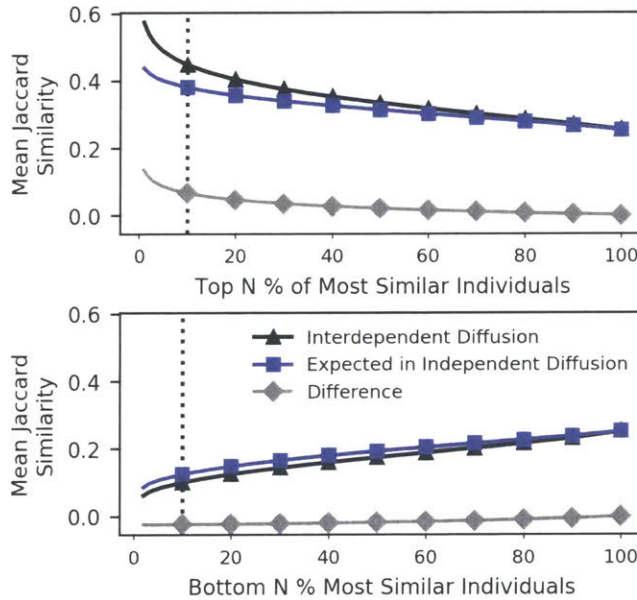 0.6
0.4
0.2
0.0
Mean Jaccard
Similarity
0 20 40 60 80 100
Top N % of Most Similar Individuals
0.6
0.4
0.2
0.0
Mean Jaccard
Similarity
Interdependent Diffusion
Expected in Independent Diffusion
Difference
0 20 40 60 80 100
Bottom N % Most Similar Individuals